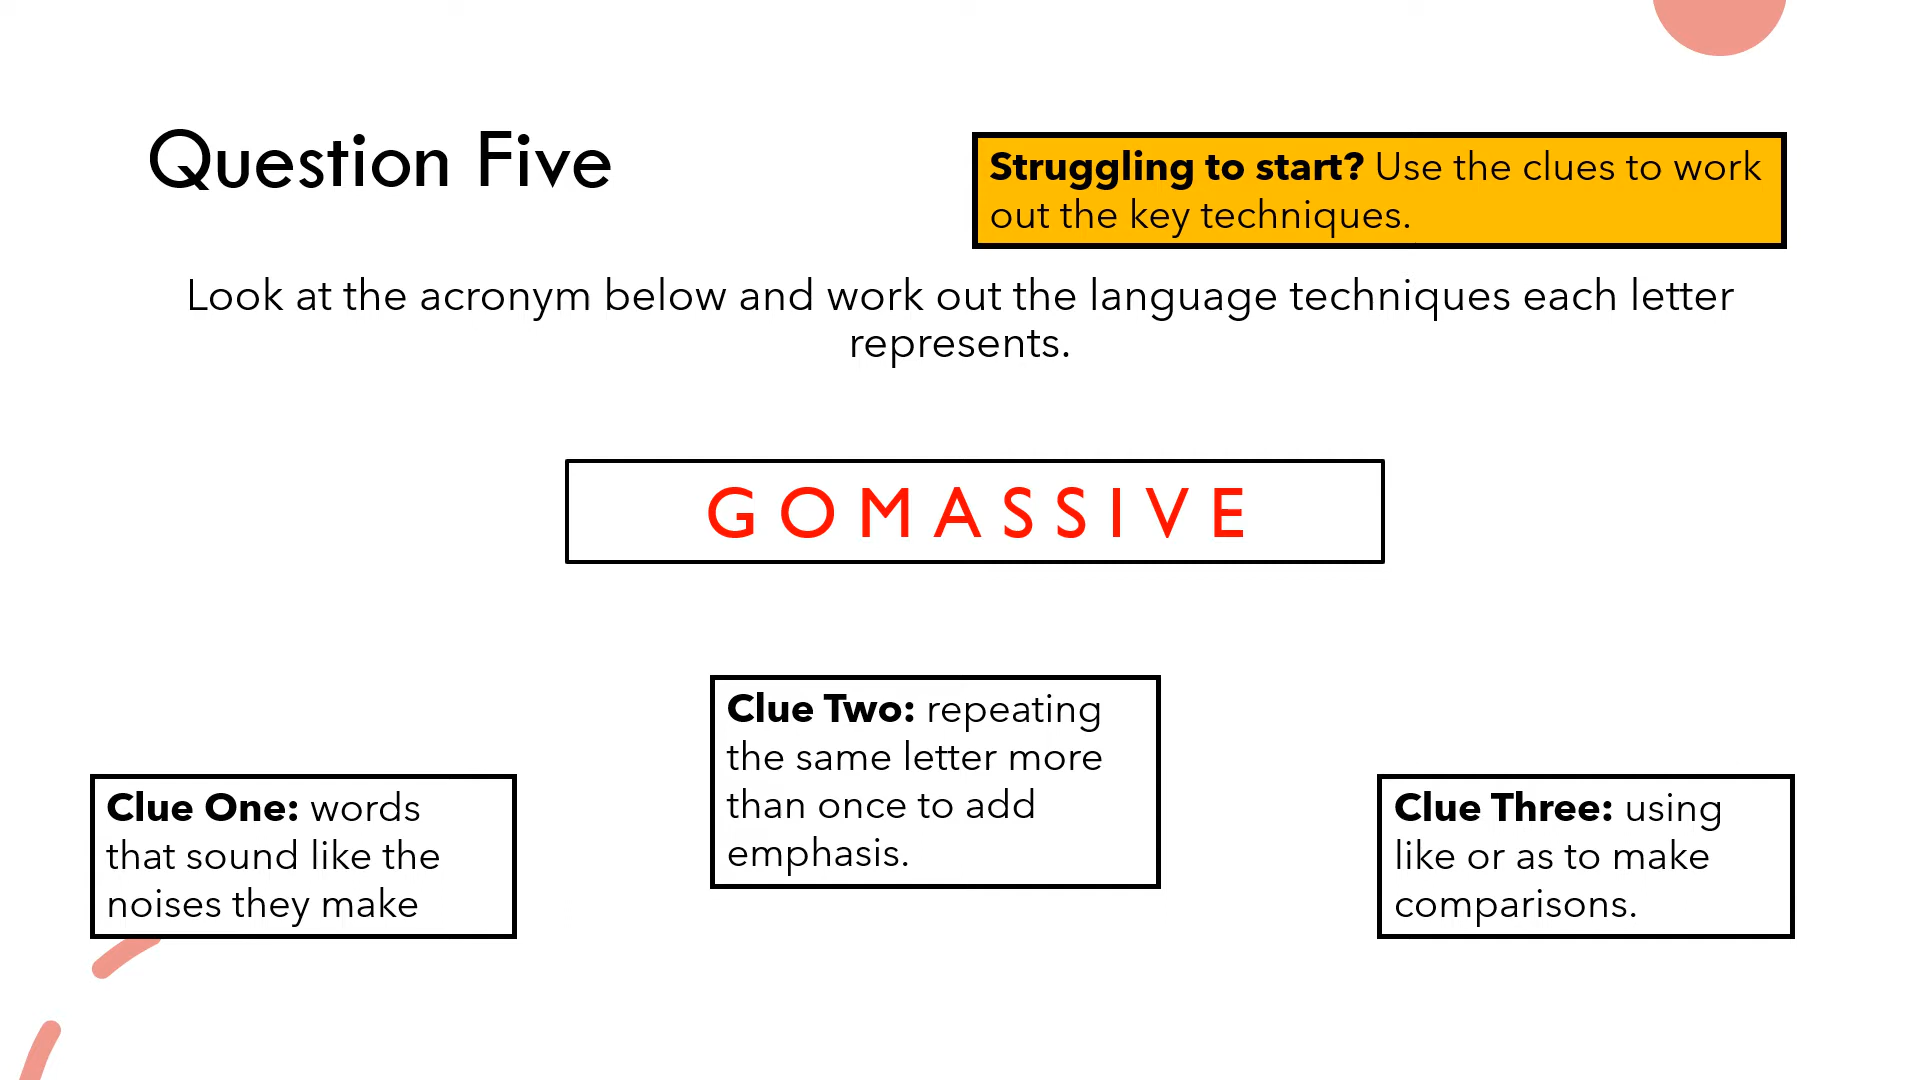 Question Five
Struggling to start? Use the clues to work
out the key techniques.
Look at the acronym below and work out the language techniques each letter
represents.
G O M A S S I V E
Clue One: words
that sound like the
noises they make
Clue Two: repeating
the same letter more
than once to add
emphasis.
Clue Three: using
like or as to make
comparisons.